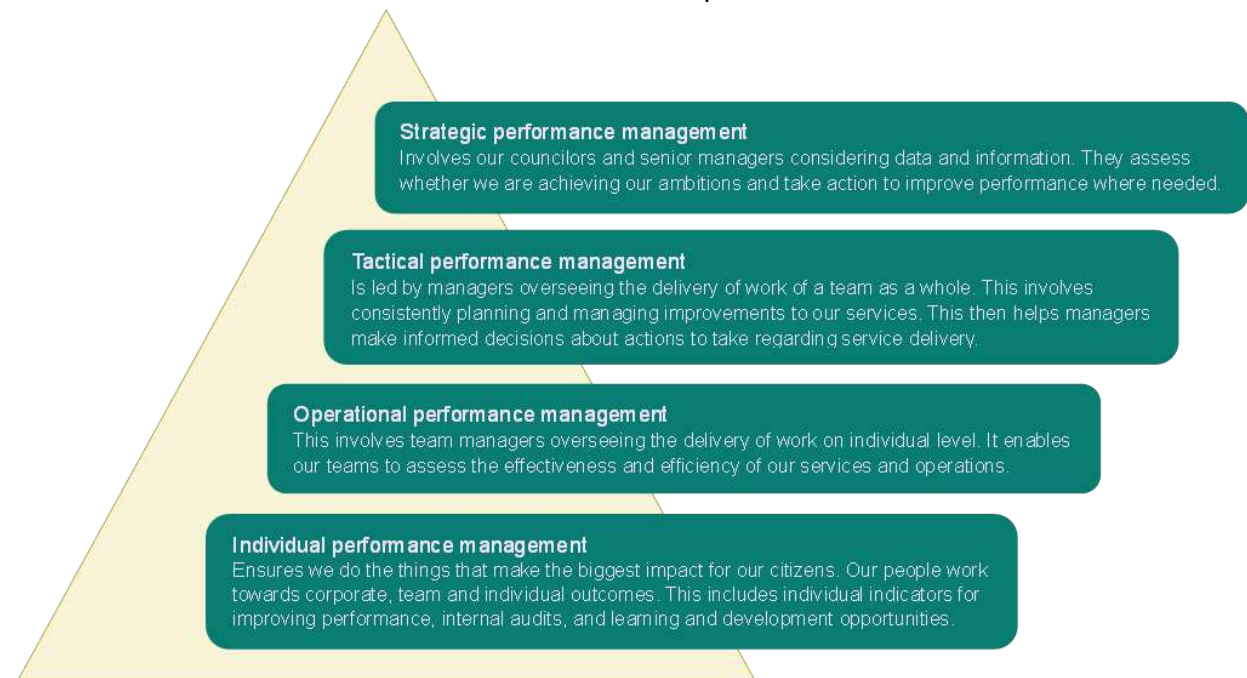 Strategic performance management
Involves our councilors and senior managers considering data and information. They assess
whether we are achieving our ambitions and take action to improve performance where needed.
Tactical performance management
Is led by managers overseeing the delivery of work of a team as a whole. This involves
consistently planning and managing improvements to our services. This then helps managers
make informed decisions about actions to take regarding service delivery.
Operational performance management
This involves team managers overseeing the delivery of work on individual level. It enables
our teams to assess the effectiveness and efficiency of our services and operations.
Individual performance management
Ensures we do the things that make the biggest impact for our citizens. Our people work
towards corporate, team and individual outcomes. This includes individual indicators for
improving performance, internal audits, and learning and development opportunities.